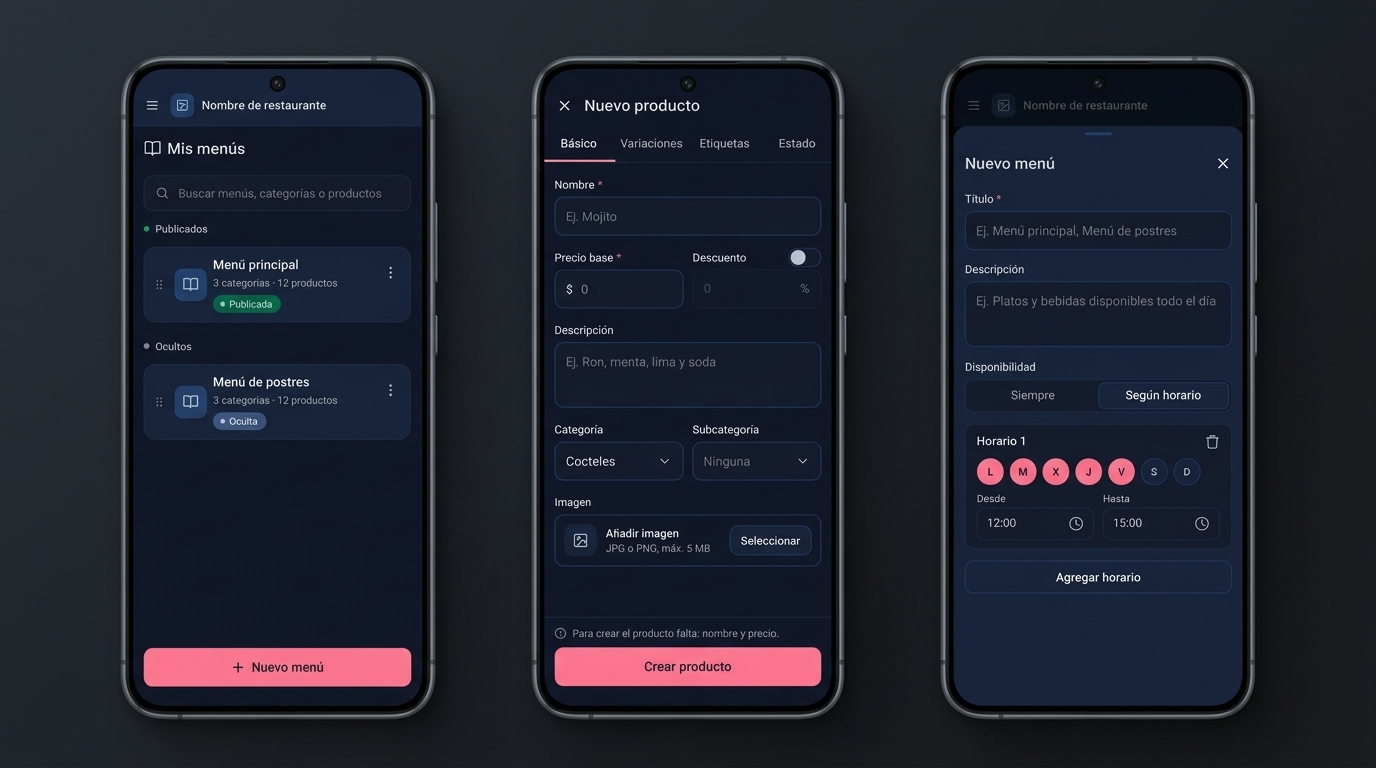 Nombre de restaurante
Mis menús
Buscar menús, categorías o productos
Publicados
Menú principal
3 categorias · 12 productos
Publicada
Ocultos
Menú de postres
3 categorias · 12 productos
Oculta
+ Nuevo menú
Nuevo producto
Básico Variaciones Etiquetas Estado
Nombre *
Ej. Mojito
Precio base * Descuento
$ 0 0 %
Descripción
Ej. Ron, menta, lima y soda
Categoría Subcategoría
Cocteles Ninguna
Imagen
Añadir imagen
JPG o PNG, máx. 5 MB
Seleccionar
Para crear el producto falta: nombre y precio.
Crear producto
Nombre de restaurante
Nuevo menú
Título *
Ej. Menú principal, Menú de postres
Descripción
Ej. Platos y bebidas disponibles todo el día
Disponibilidad
Siempre Según horario
Horario 1
L M X J V S D
Desde Hasta
12:00 15:00
Agregar horario